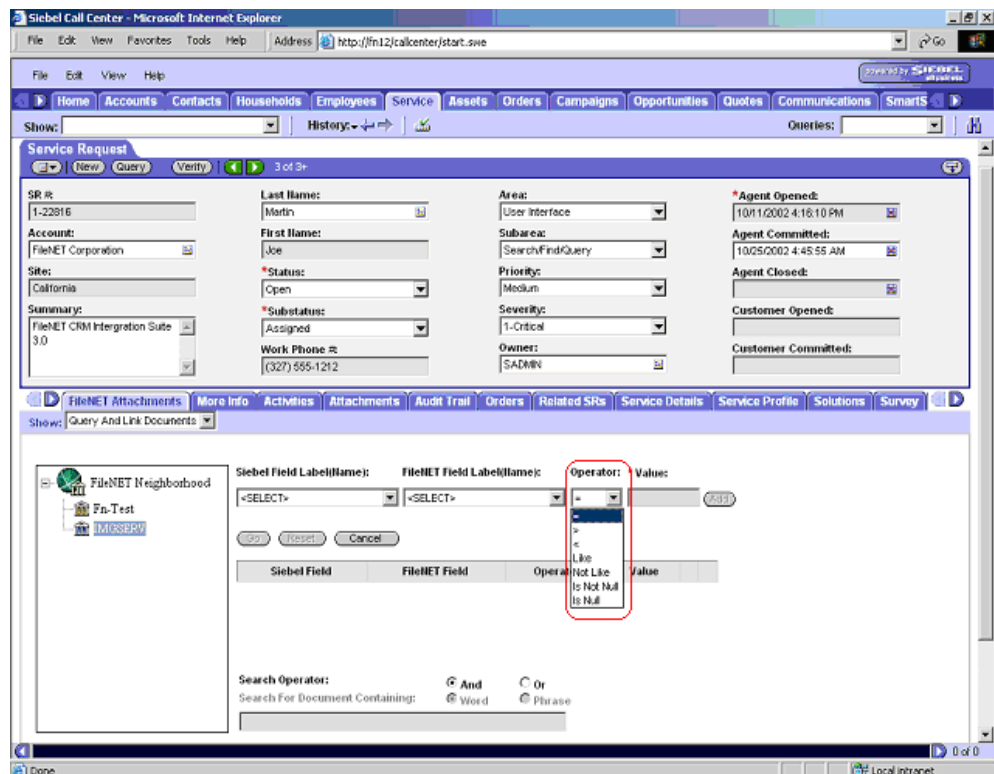 Siebel Call Center - Microsoft Internet Explorer
File Edit View Favorites Tools Help Address http://fn12/callcenter/start.swe Go
File Edit View Help powered by SIEBEL
Home Accounts Contacts Households Employees Service Assets Orders Campaigns Opportunities Quotes Communications SmartS
Show: History: Queries:
Service Request
New Query Verify 3 of 3+
SR #: Last Name: Area: *Agent Opened:
1-22816 Martin User Interface 10/11/2002 4:16:10 PM
Account: First Name: Subarea: Agent Committed:
FileNET Corporation Joe Search/Find/Query 10/25/2002 4:45:55 AM
Site: *Status: Priority: Agent Closed:
California Open Medium
Summary: *Substatus: Severity: Customer Opened:
FileNET CRM Intergration Suite 3.0 Assigned 1-Critical
Work Phone #: Owner: Customer Committed:
(327) 555-1212 SADMIN
FileNET Attachments More Info Activities Attachments Audit Trail Orders Related SRs Service Details Service Profile Solutions Survey
Show: Query And Link Documents
FileNET Neighborhood
Fn-Test
IMGSERV
Siebel Field Label(Name): FileNET Field Label(Name): Operator: * Value:
<SELECT> <SELECT> = Add
Go Reset Cancel
=
>
<
Like
Not Like
Is Not Null
Is Null
Siebel Field FileNET Field Operat Value
Search Operator: And Or
Search For Document Containing: Word Phrase
0 of 0
Done Local intranet